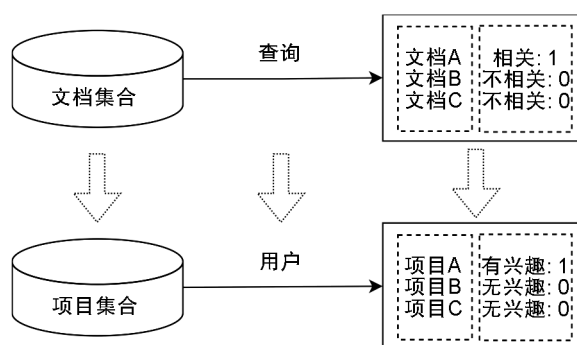 查询
文档集合
文档A 相关: 1
文档B 不相关: 0
文档C 不相关: 0
用户
项目集合
项目A 有兴趣: 1
项目B 无兴趣: 0
项目C 无兴趣: 0